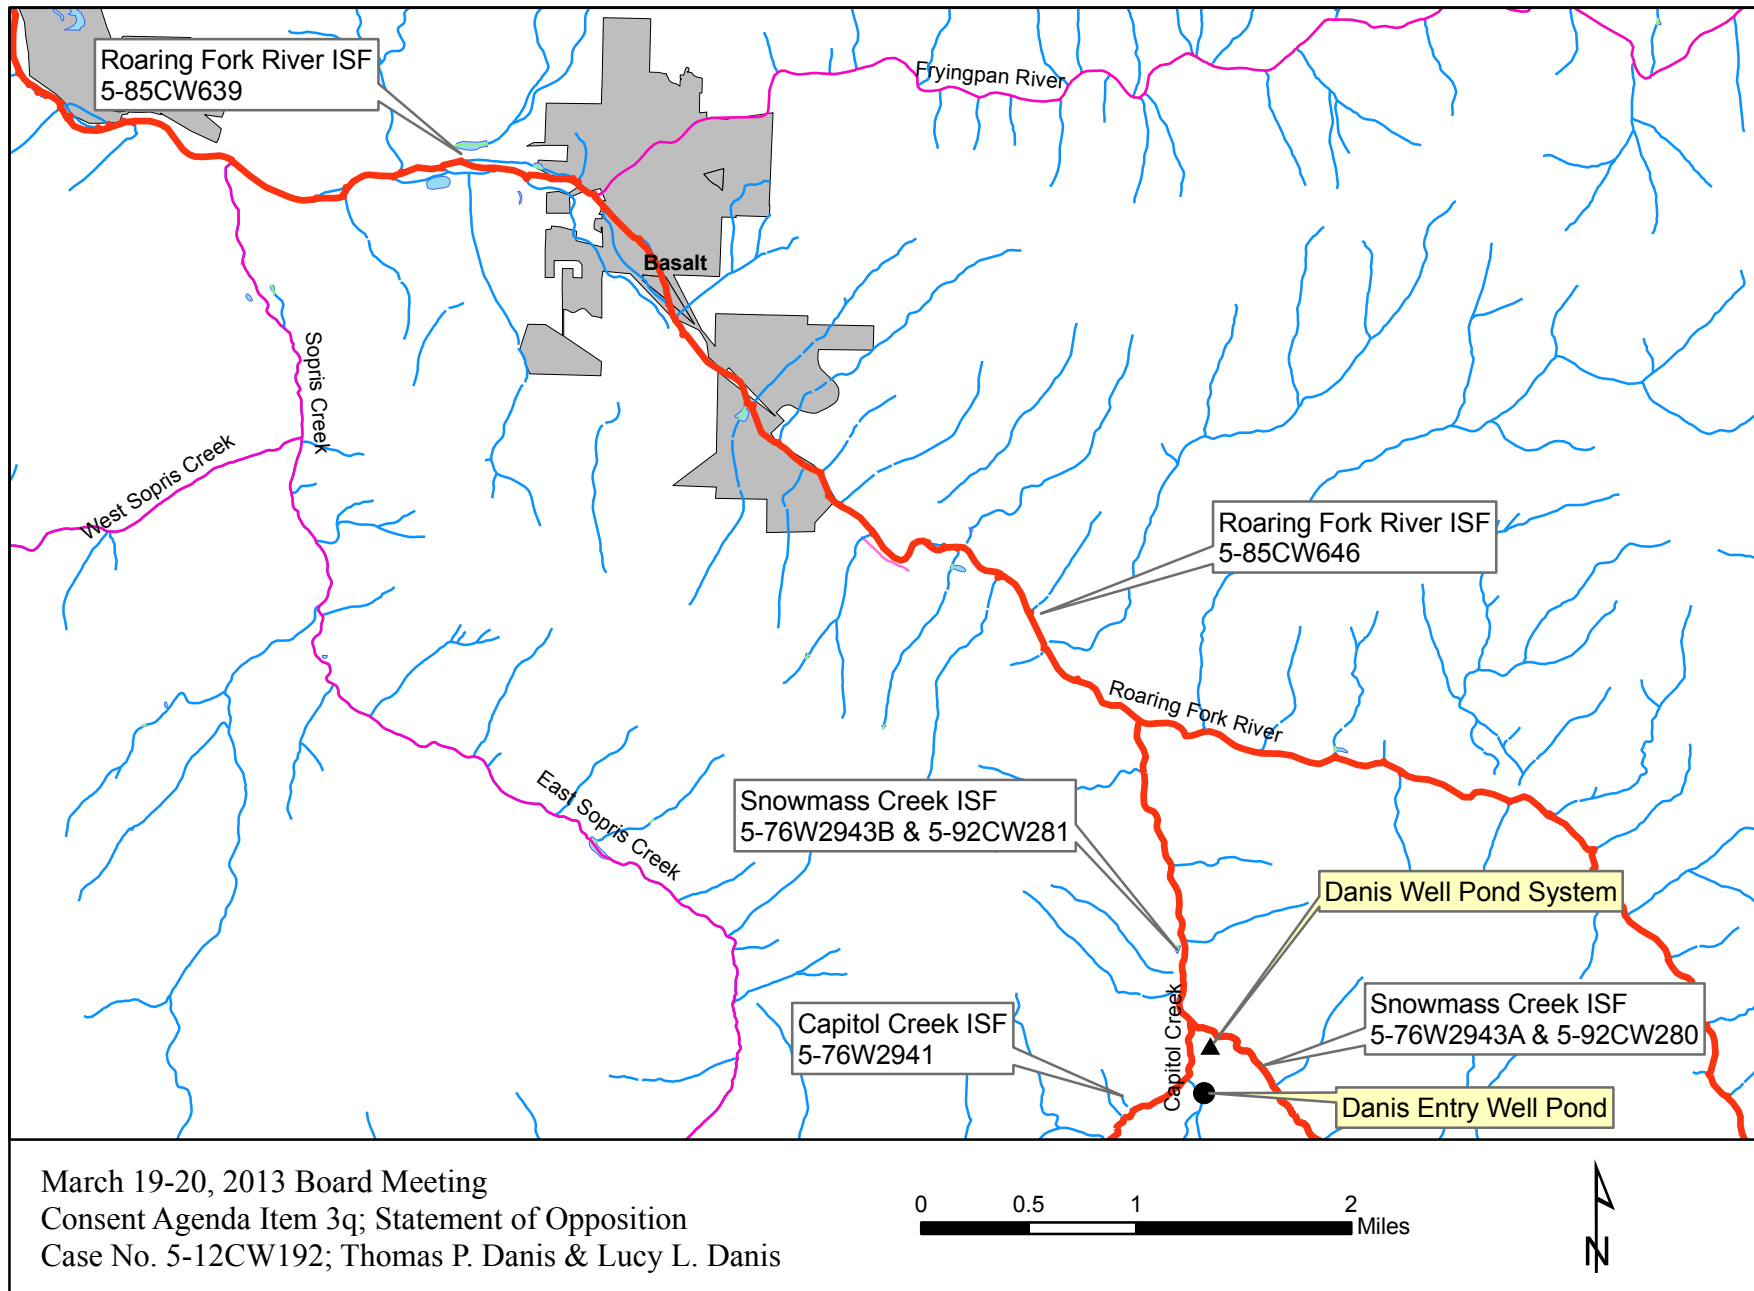 Roaring Fork River ISF
5-85CW639
Fryingpan River
Basalt
Sopris Creek
West Sopris Creek
Roaring Fork River ISF
5-85CW646
Roaring Fork River
East Sopris Creek
Snowmass Creek ISF
5-76W2943B & 5-92CW281
Danis Well Pond System
Capitol Creek ISF
5-76W2941
Capitol Creek
Snowmass Creek ISF
5-76W2943A & 5-92CW280
Danis Entry Well Pond
March 19-20, 2013 Board Meeting
Consent Agenda Item 3q; Statement of Opposition
Case No. 5-12CW192; Thomas P. Danis & Lucy L. Danis
0 0.5 1 2
Miles
N